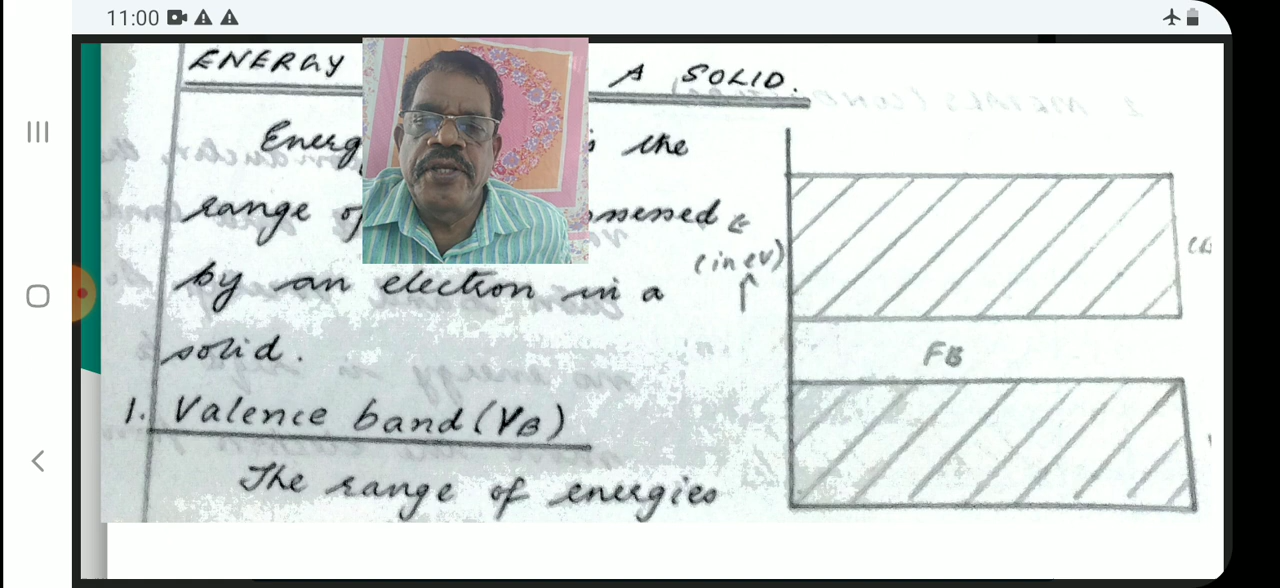 11:00
ENERGY A SOLID.
Energ s the
range of ssessed
by an electron in a
solid.
1. Valence band (VB)
The range of energies
E
(in eV)
↑
FB